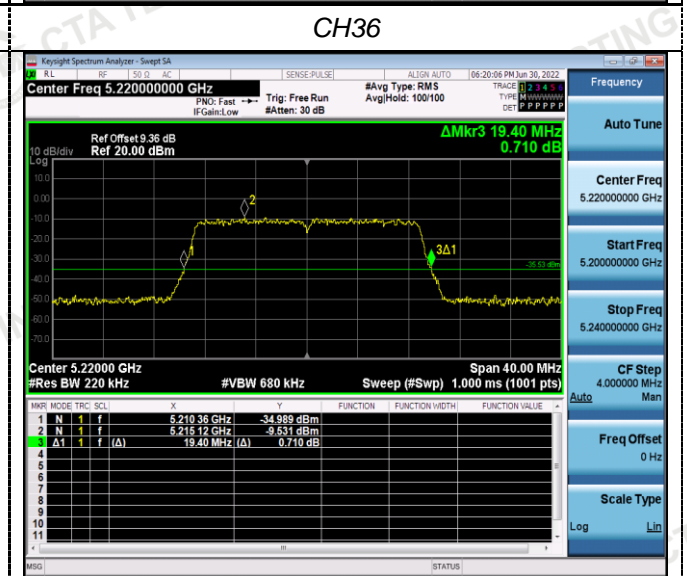 CH36
Keysight Spectrum Analyzer - Swept SA
RL RF 50 Ω AC SENSE:PULSE ALIGN AUTO 06:20:06 PM Jun 30, 2022
Center Freq 5.220000000 GHz
PNO: Fast
IFGain:Low
Trig: Free Run
#Atten: 30 dB
#Avg Type: RMS
Avg|Hold: 100/100
TRACE 1 2 3 4 5 6
TYPE M WWWWW
DET P P P P P P
Frequency
Auto Tune
Center Freq
5.220000000 GHz
Start Freq
5.200000000 GHz
Stop Freq
5.240000000 GHz
CF Step
4.000000 MHz
Auto Man
Freq Offset
0 Hz
Scale Type
Log Lin
Ref Offset 9.36 dB
10 dB/div Ref 20.00 dBm
Log
ΔMkr3 19.40 MHz
0.710 dB
10.0
0.00
-10.0
-20.0
-30.0
-40.0
-50.0
-60.0
-70.0
1
2
3Δ1
-35.53 dBm
Center 5.22000 GHz Span 40.00 MHz
#Res BW 220 kHz #VBW 680 kHz Sweep (#Swp) 1.000 ms (1001 pts)
MKR MODE TRC SCL X Y FUNCTION FUNCTION WIDTH FUNCTION VALUE
1 N 1 f 5.210 36 GHz -34.989 dBm
2 N 1 f 5.215 12 GHz -9.531 dBm
3 Δ1 1 f (Δ) 19.40 MHz (Δ) 0.710 dB
4
5
6
7
8
9
10
11
MSG STATUS